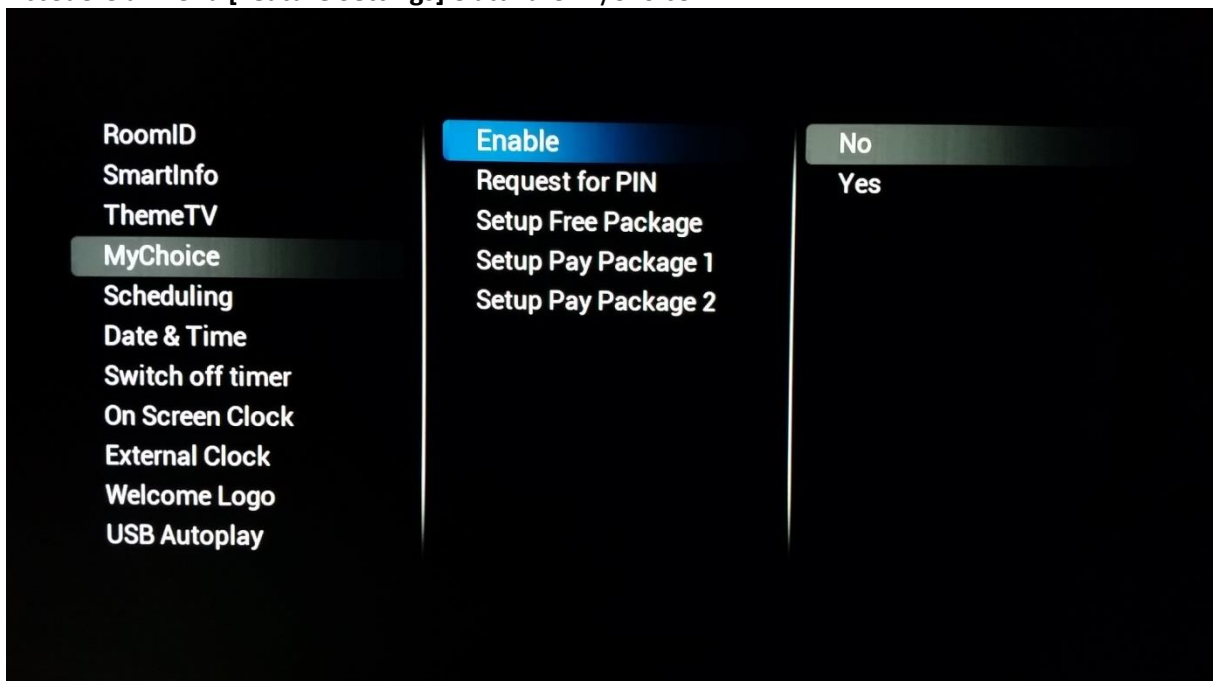 RoomID
SmartInfo
ThemeTV
MyChoice
Scheduling
Date & Time
Switch off timer
On Screen Clock
External Clock
Welcome Logo
USB Autoplay
Enable
Request for PIN
Setup Free Package
Setup Pay Package 1
Setup Pay Package 2
No
Yes